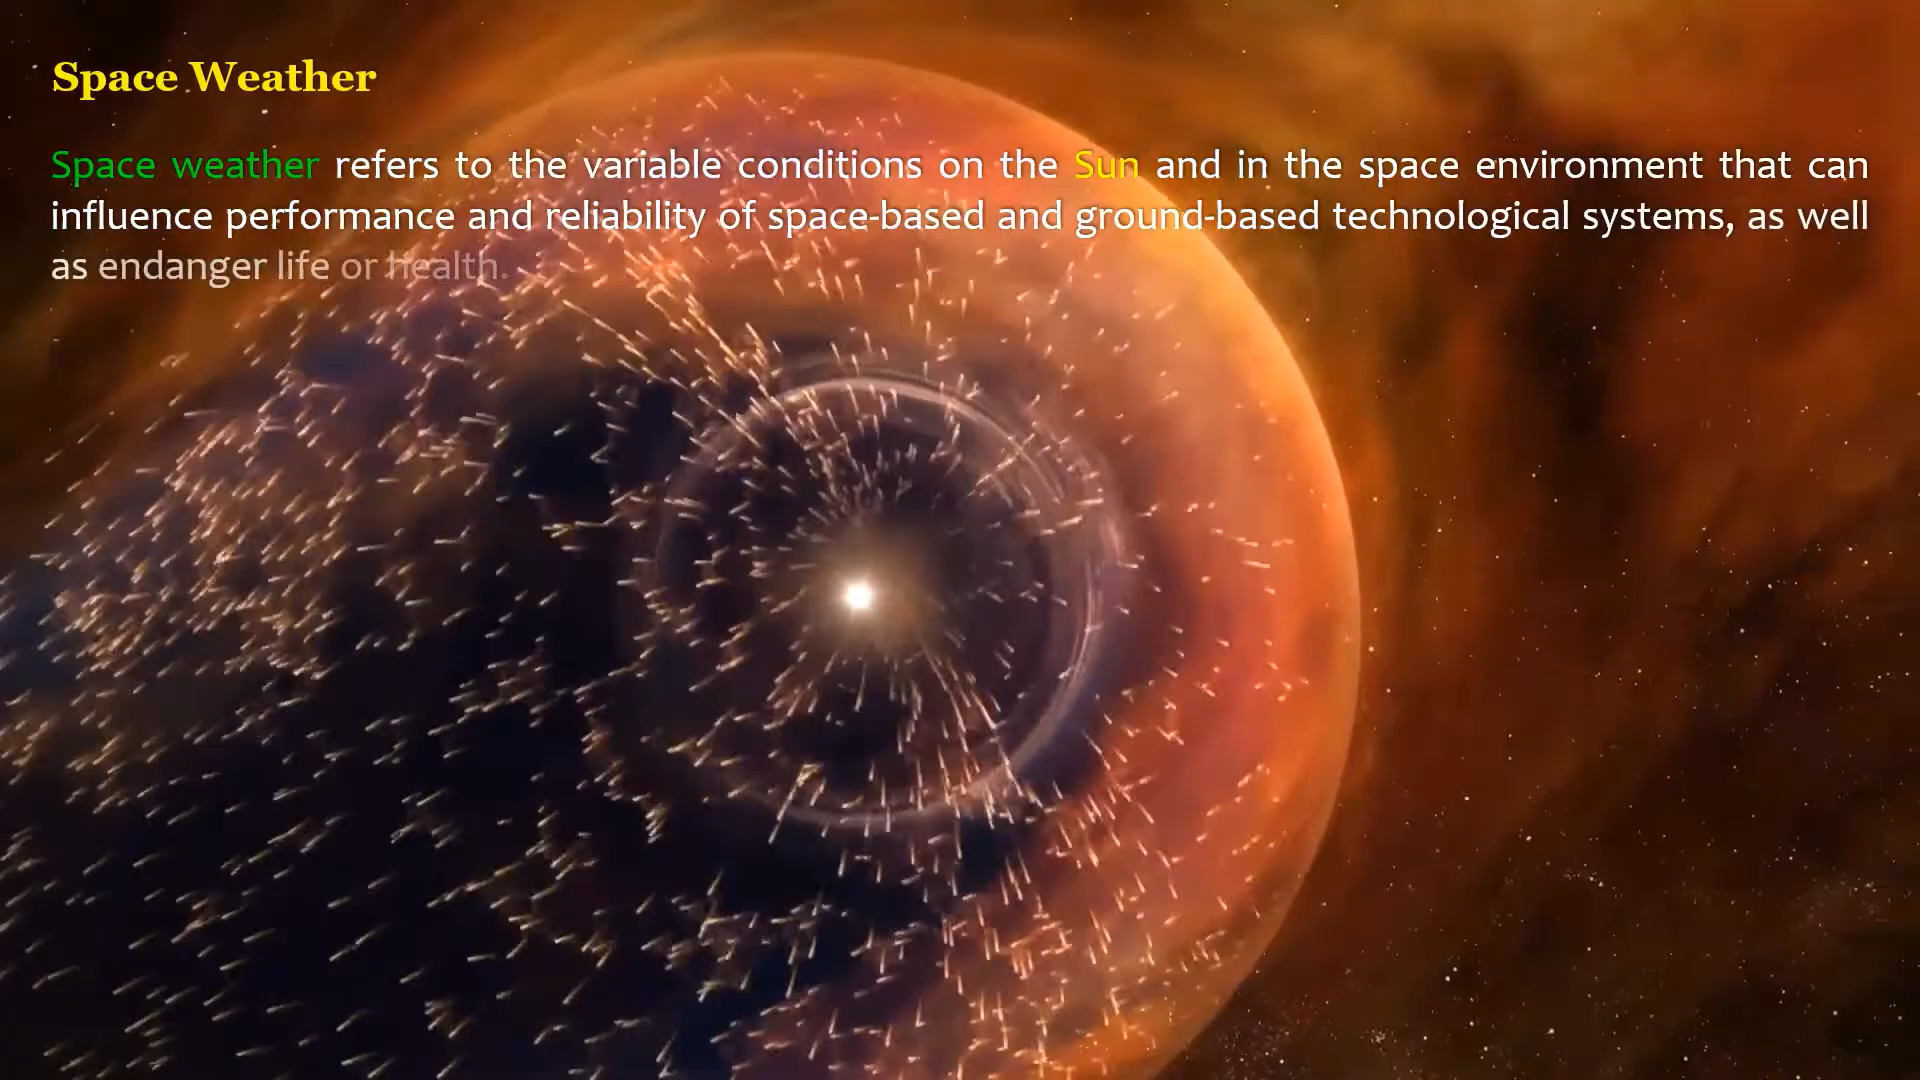 Space Weather
Space weather refers to the variable conditions on the Sun and in the space environment that can
influence performance and reliability of space-based and ground-based technological systems, as well
as endanger life or health.